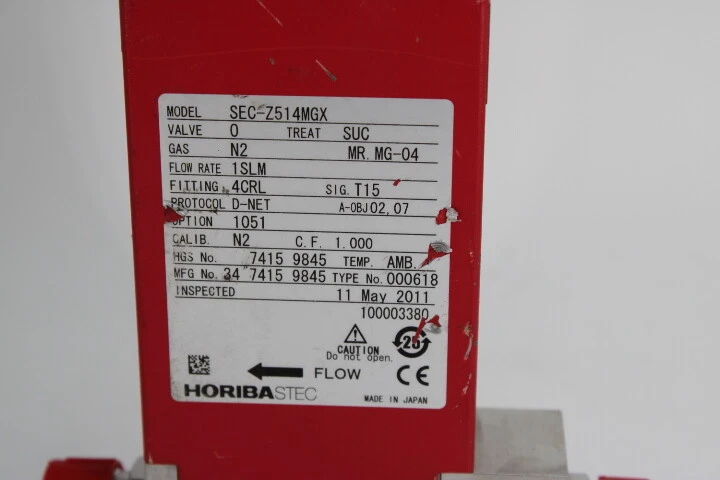 MODEL SEC-Z514MGX
VALVE O TREAT SUC
GAS N2 MR. MG-04
FLOW RATE 1SLM
FITTING 4CRL SIG. T15
PROTOCOL D-NET A-OBJ 02, 07
OPTION 1051
CALIB. N2 C.F. 1.000
HGS No. 7415 9845 TEMP. AMB.
MFG No. 34 7415 9845 TYPE No. 000618
INSPECTED 11 May 2011
100003380
CAUTION
Do not open.
25
FLOW
CE
HORIBASTEC
MADE IN JAPAN